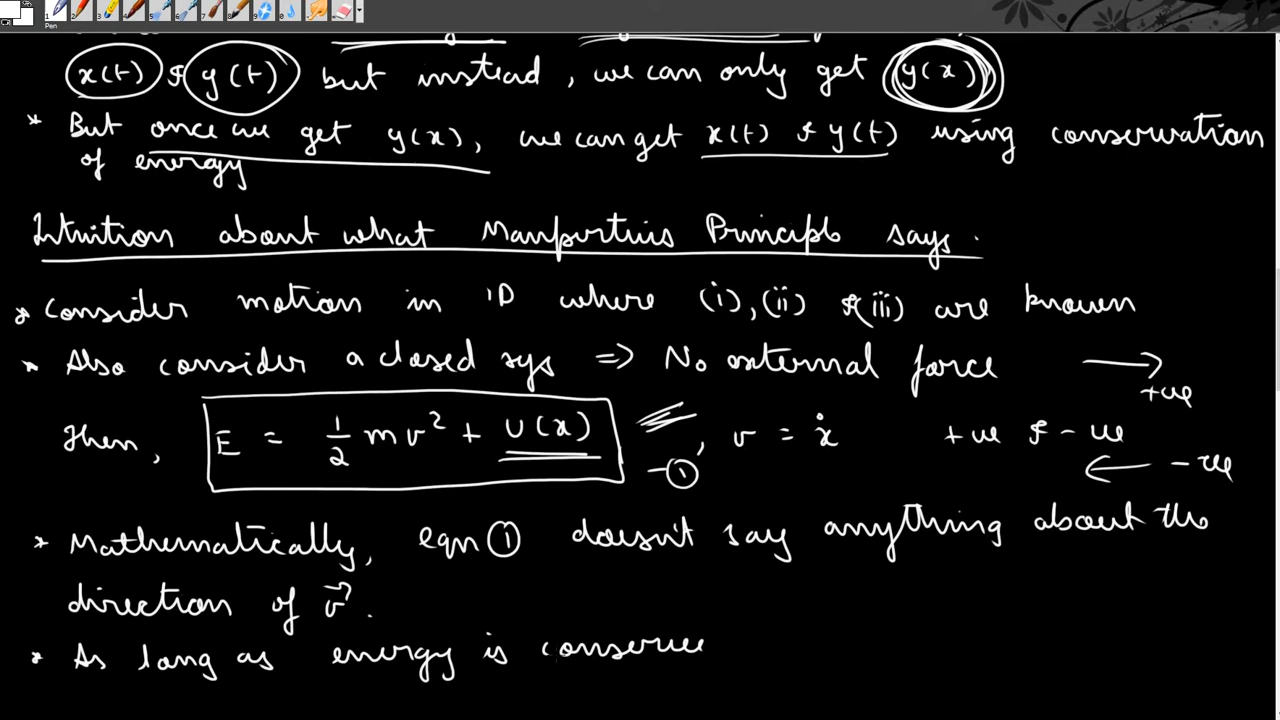 x(t) & y(t) but instead, we can only get y(x)
* But once we get y(x), we can get x(t) & y(t) using conservation
of energy
Intuition about what Maupertuis Principle says.
* Consider motion in 1D where (i), (ii) & (iii) are known
* Also consider a closed sys => No external force →
+ve
Then, E = 1/2 mv² + U(x) -①, v = ẋ +ve & -ve
← -ve
* Mathematically, eqn ① doesn't say anything about the
direction of v⃗.
* As long as energy is conserve